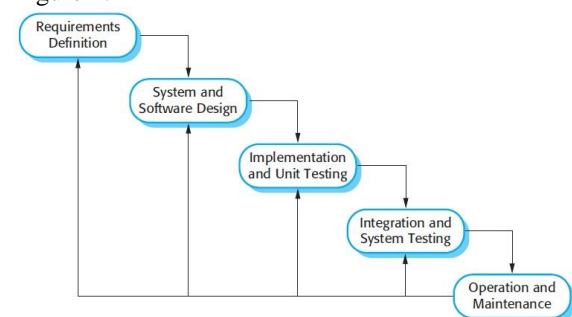 Requirements
Definition
System and
Software Design
Implementation
and Unit Testing
Integration and
System Testing
Operation and
Maintenance